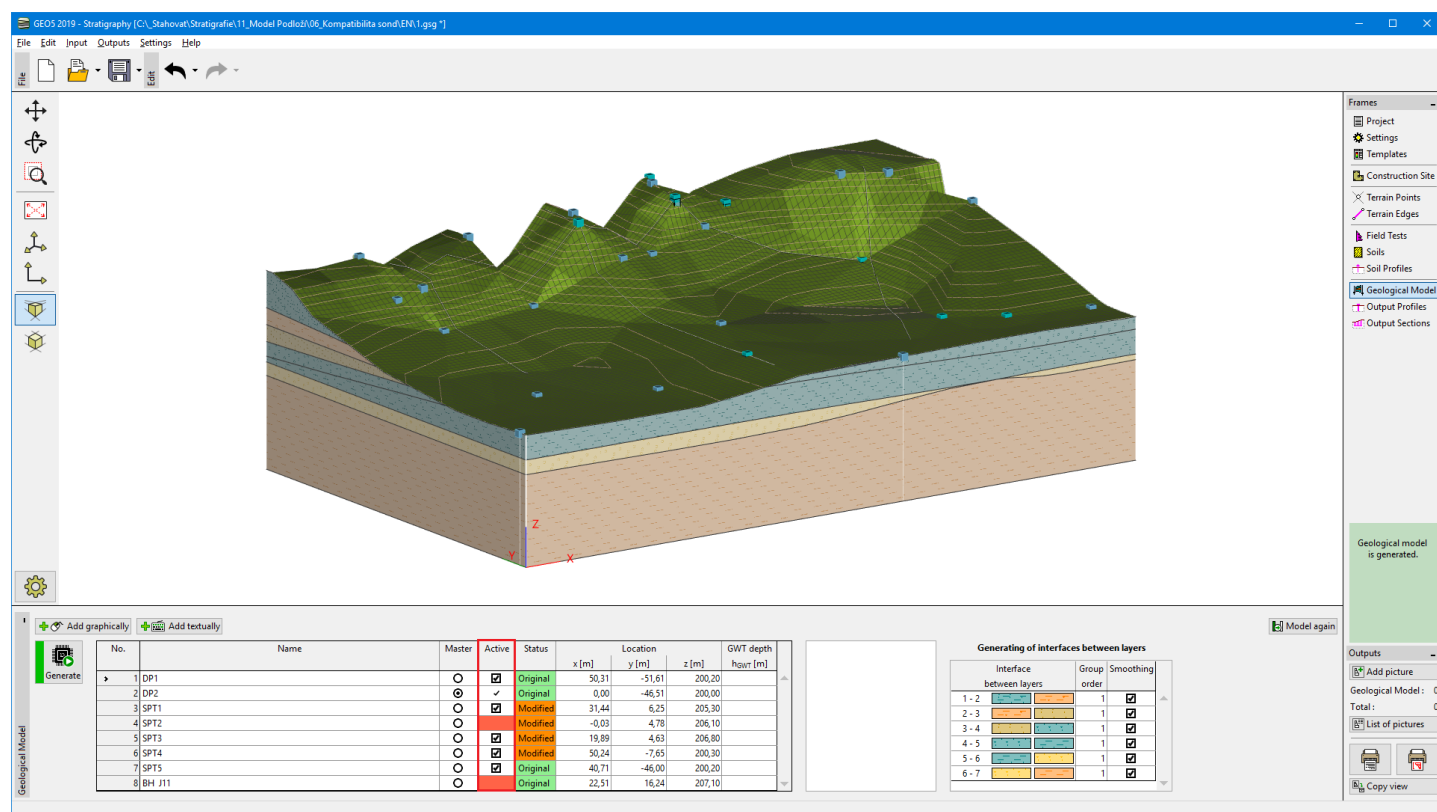 GEO5 2019 - Stratigraphy [C:\_Stahovat\Stratigrafie\11_Model Podloží\06_Kompatibilita sond\EN\1.gsg *]
File Edit Input Outputs Settings Help
File
Edit
Z
Y
X
Frames
Project
Settings
Templates
Construction Site
Terrain Points
Terrain Edges
Field Tests
Soils
Soil Profiles
Geological Model
Output Profiles
Output Sections
Geological model
is generated.
Outputs
Add picture
Geological Model : 0
Total : 0
List of pictures
Copy view
Geological Model
Add graphically Add textually Model again
Generate
No. Name Master Active Status Location GWT depth
x [m] y [m] z [m] hGWT [m]
1 DP1 Original 50,31 -51,61 200,20
2 DP2 Original 0,00 -46,51 200,00
3 SPT1 Modified 31,44 6,25 205,30
4 SPT2 Modified -0,03 4,78 206,10
5 SPT3 Modified 19,89 4,63 206,80
6 SPT4 Modified 50,24 -7,65 200,30
7 SPT5 Original 40,71 -46,00 200,20
8 BH J11 Original 22,51 16,24 207,10
Generating of interfaces between layers
Interface Group Smoothing
between layers order
1 - 2 1
2 - 3 1
3 - 4 1
4 - 5 1
5 - 6 1
6 - 7 1